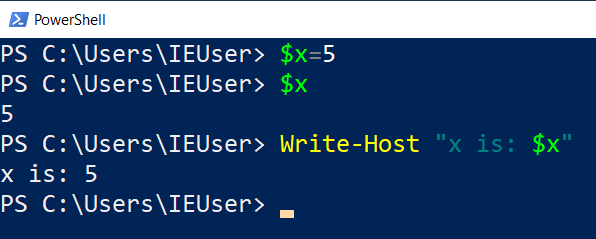 PowerShell
PS C:\Users\IEUser> $x=5
PS C:\Users\IEUser> $x
5
PS C:\Users\IEUser> Write-Host "x is: $x"
x is: 5
PS C:\Users\IEUser>